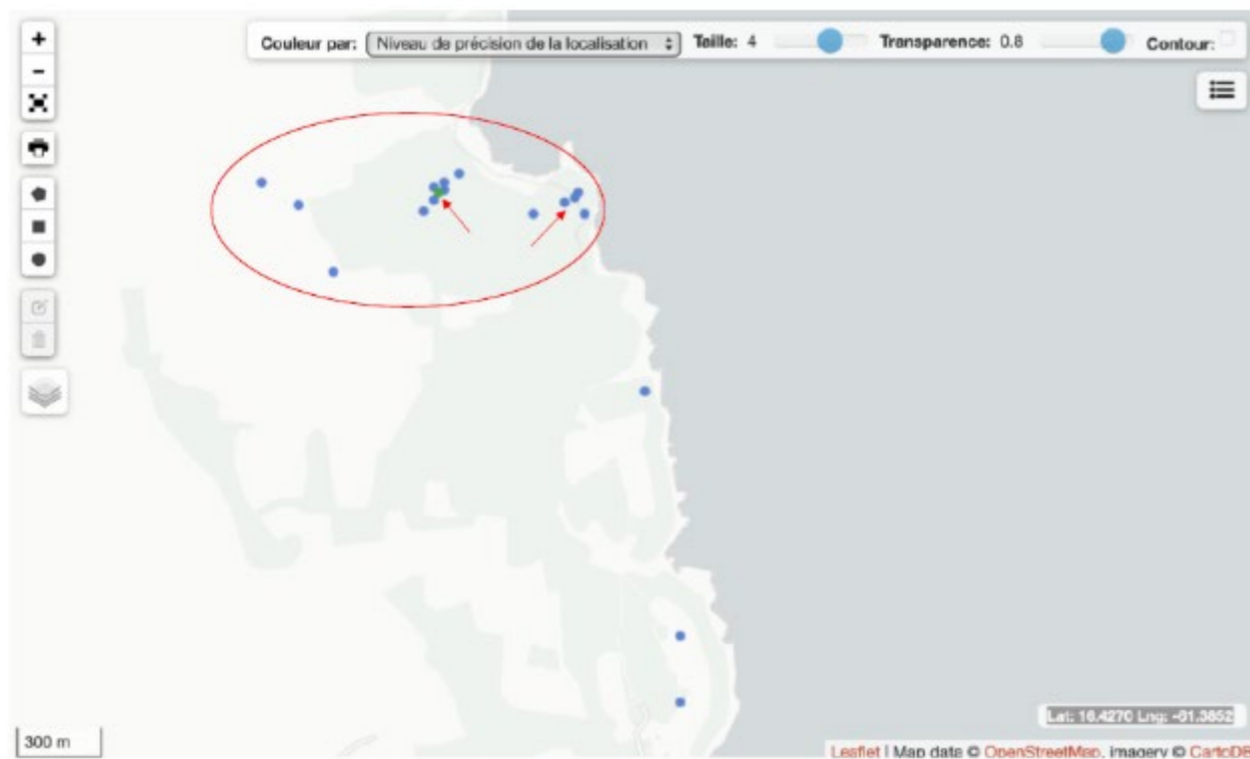 +
−
Couleur par: Niveau de précision de la localisation Taille: 4 Transparence: 0.8 Contour:
300 m
Lat: 16.4270 Lng: -61.3852
Leaflet | Map data © OpenStreetMap, imagery © CartoDB